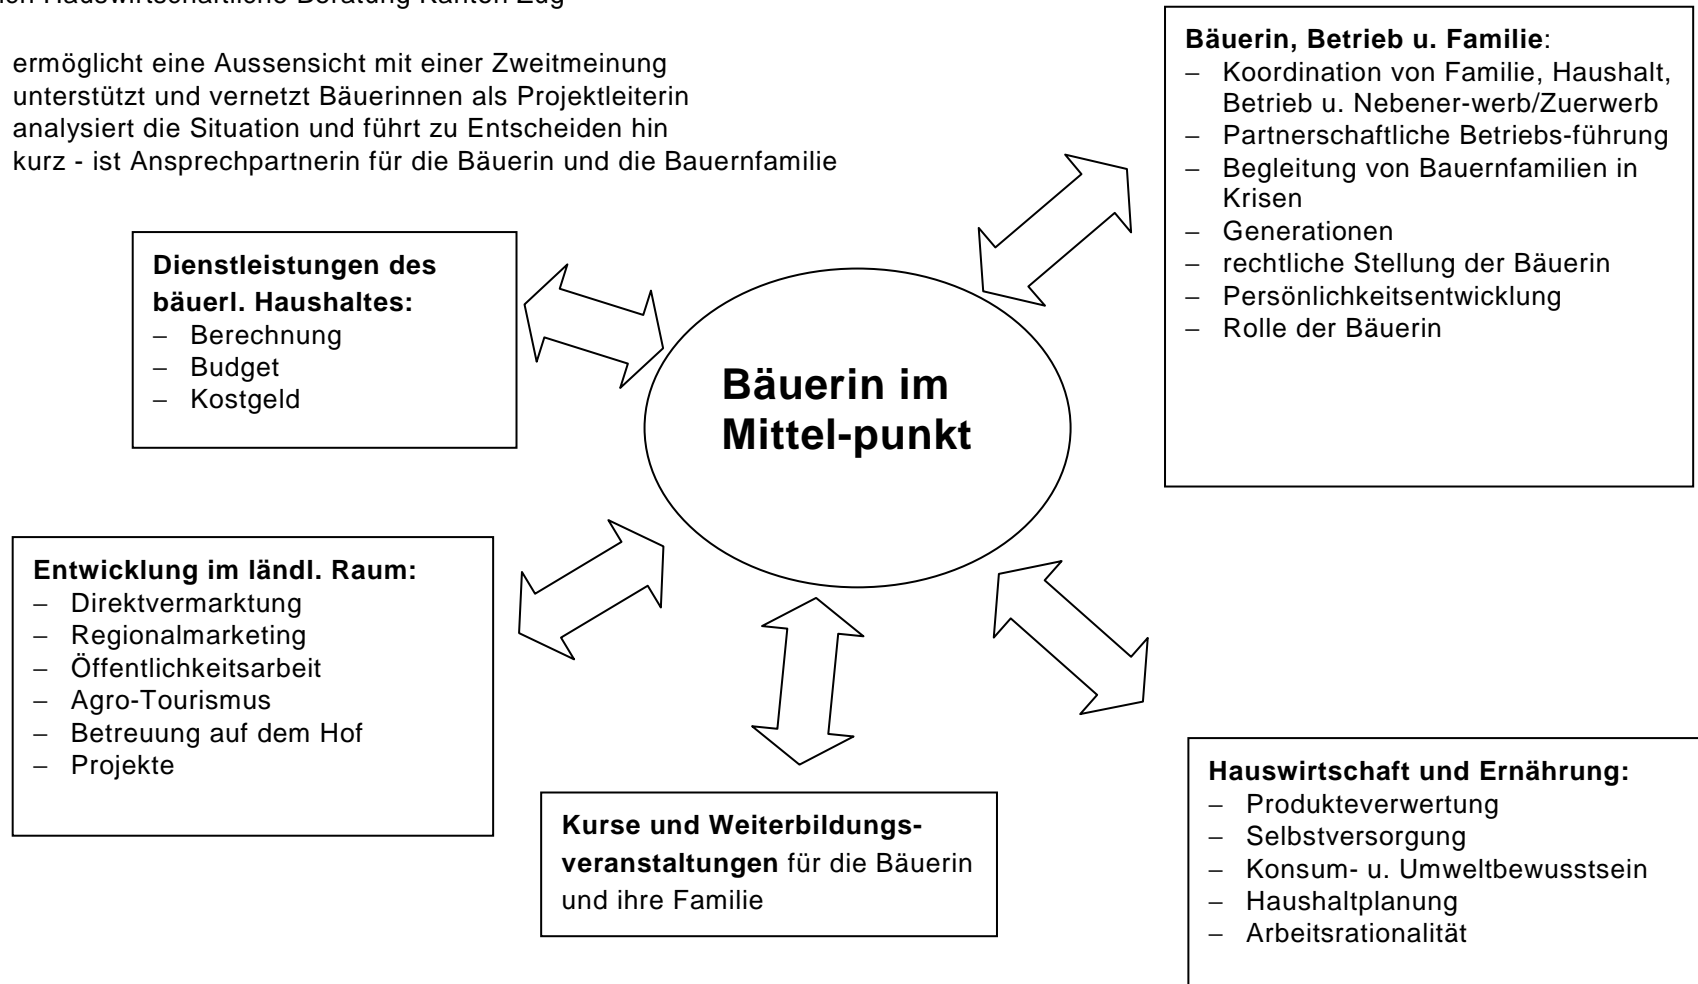 Hauswirtschaftliche Beratung Kanton Zug
ermöglicht eine Aussensicht mit einer Zweitmeinung
unterstützt und vernetzt Bäuerinnen als Projektleiterin
analysiert die Situation und führt zu Entscheiden hin
kurz - ist Ansprechpartnerin für die Bäuerin und die Bauernfamilie
Bäuerin, Betrieb u. Familie:
– Koordination von Familie, Haushalt,
Betrieb u. Nebener-werb/Zuerwerb
– Partnerschaftliche Betriebs-führung
– Begleitung von Bauernfamilien in
Krisen
– Generationen
– rechtliche Stellung der Bäuerin
– Persönlichkeitsentwicklung
– Rolle der Bäuerin
Dienstleistungen des
bäuerl. Haushaltes:
– Berechnung
– Budget
– Kostgeld
Bäuerin im
Mittel-punkt
Entwicklung im ländl. Raum:
– Direktvermarktung
– Regionalmarketing
– Öffentlichkeitsarbeit
– Agro-Tourismus
– Betreuung auf dem Hof
– Projekte
Kurse und Weiterbildungs-
veranstaltungen für die Bäuerin
und ihre Familie
Hauswirtschaft und Ernährung:
– Produkteverwertung
– Selbstversorgung
– Konsum- u. Umweltbewusstsein
– Haushaltplanung
– Arbeitsrationalität